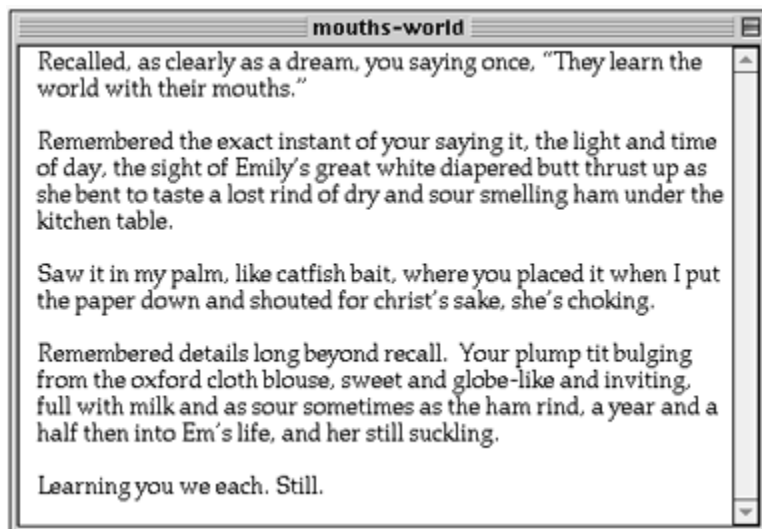 mouths-world
Recalled, as clearly as a dream, you saying once, “They learn the
world with their mouths.”
Remembered the exact instant of your saying it, the light and time
of day, the sight of Emily’s great white diapered butt thrust up as
she bent to taste a lost rind of dry and sour smelling ham under the
kitchen table.
Saw it in my palm, like catfish bait, where you placed it when I put
the paper down and shouted for christ’s sake, she’s choking.
Remembered details long beyond recall.  Your plump tit bulging
from the oxford cloth blouse, sweet and globe-like and inviting,
full with milk and as sour sometimes as the ham rind, a year and a
half then into Em’s life, and her still suckling.
Learning you we each. Still.